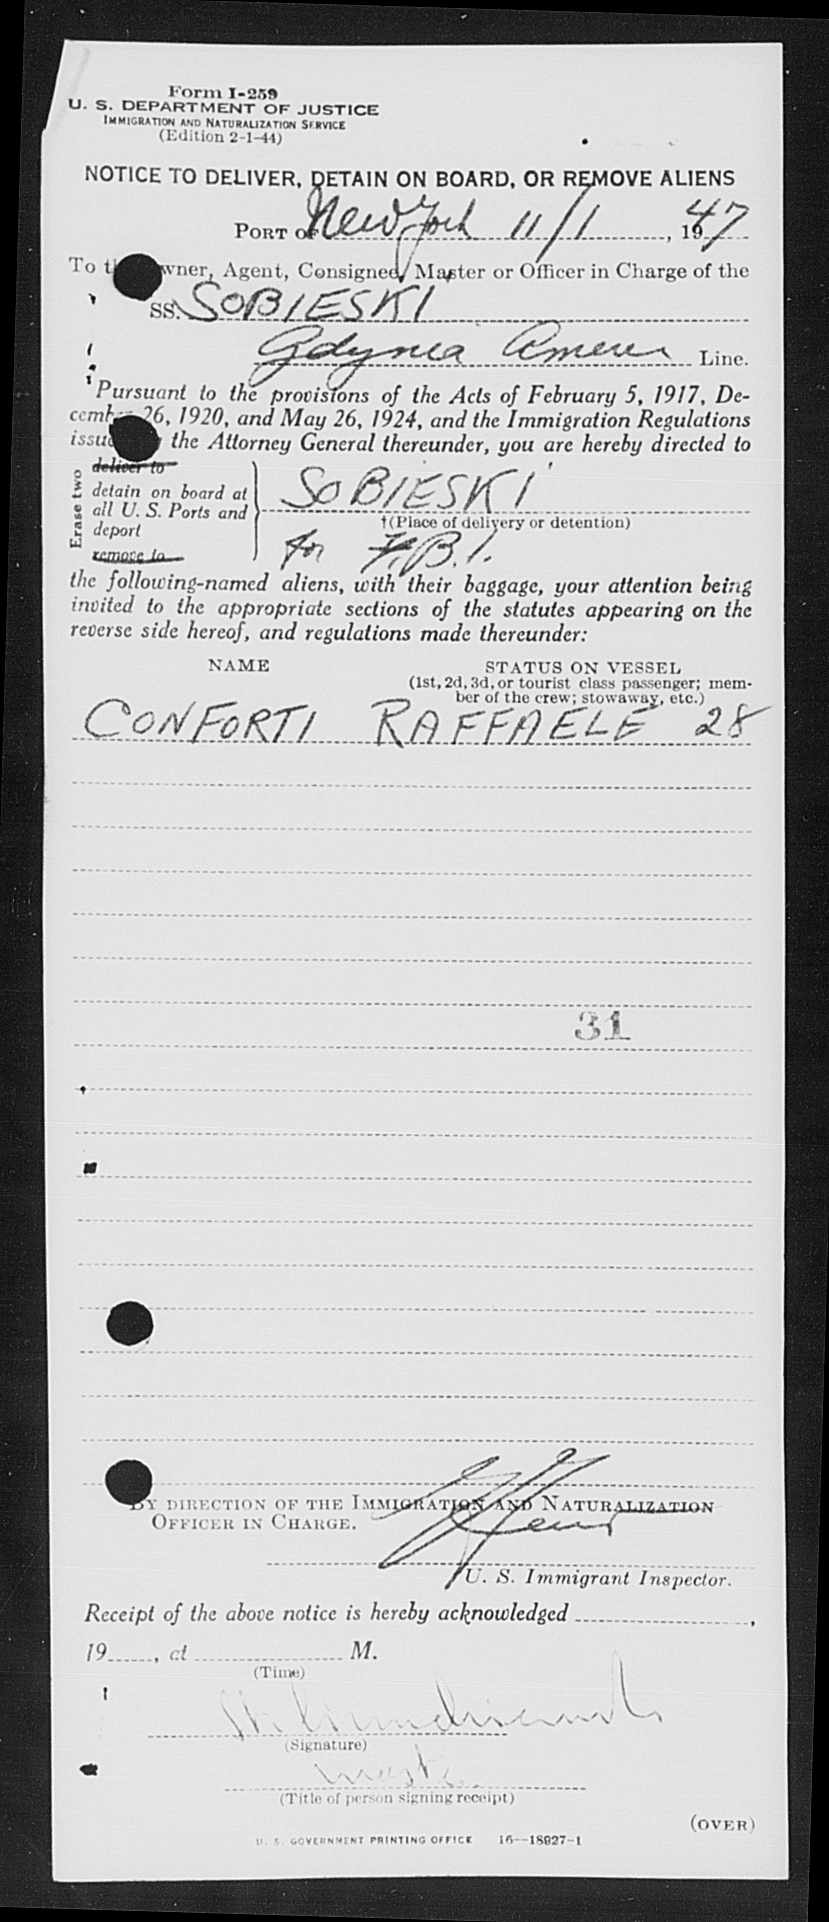 Form I-259
U. S. DEPARTMENT OF JUSTICE
IMMIGRATION AND NATURALIZATION SERVICE
(Edition 2-1-44)
NOTICE TO DELIVER, DETAIN ON BOARD, OR REMOVE ALIENS
PORT OF New York 11/1, 1947
To t wner, Agent, Consignee, Master or Officer in Charge of the
SS. SOBIESKI
Gdynia Line.
Pursuant to the provisions of the Acts of February 5, 1917, De-
cember 26, 1920, and May 26, 1924, and the Immigration Regulations
issue the Attorney General thereunder, you are hereby directed to
Erase two
deliver to
detain on board at
all U. S. Ports and
deport
remove to
SOBIESKI
†(Place of delivery or detention)
for F.B.I.
the following-named aliens, with their baggage, your attention being
invited to the appropriate sections of the statutes appearing on the
reverse side hereof, and regulations made thereunder:
NAME STATUS ON VESSEL
(1st, 2d, 3d, or tourist class passenger; mem-
ber of the crew; stowaway, etc.)
CONFORTI RAFFAELE 28
31
BY DIRECTION OF THE IMMIGRATION AND NATURALIZATION
OFFICER IN CHARGE.
U. S. Immigrant Inspector.
Receipt of the above notice is hereby acknowledged ,
19 , at M.
(Time)
(Signature)
(Title of person signing receipt)
(OVER)
U. S. GOVERNMENT PRINTING OFFICE 16—18927-1